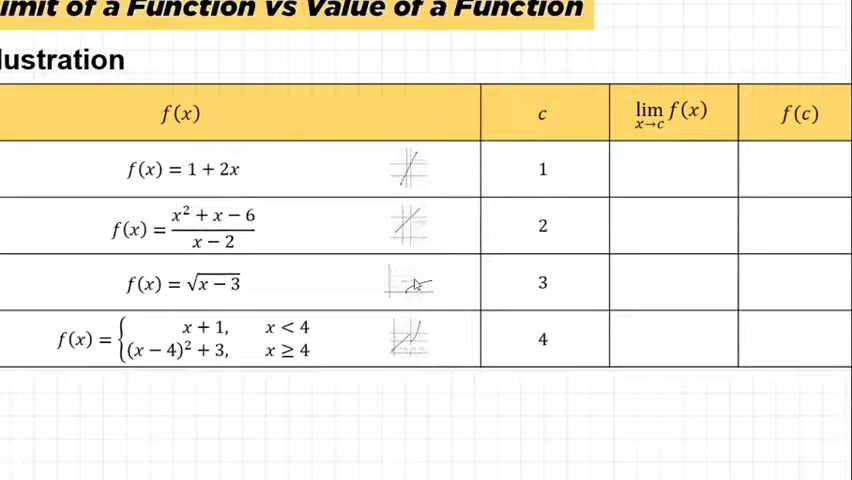 imit of a Function vs Value of a Function
lustration
f(x) c lim x→c f(x) f(c)
f(x) = 1 + 2x 1
f(x) = (x² + x − 6)/(x − 2) 2
f(x) = √(x − 3) 3
f(x) = { x + 1, x < 4
(x − 4)² + 3, x ≥ 4 4